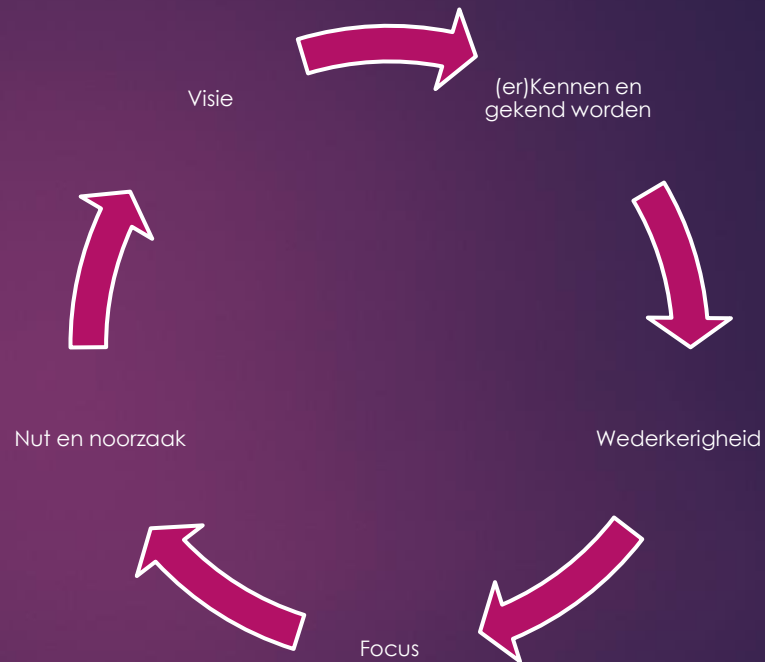 Visie
(er)Kennen en
gekend worden
Wederkerigheid
Focus
Nut en noorzaak